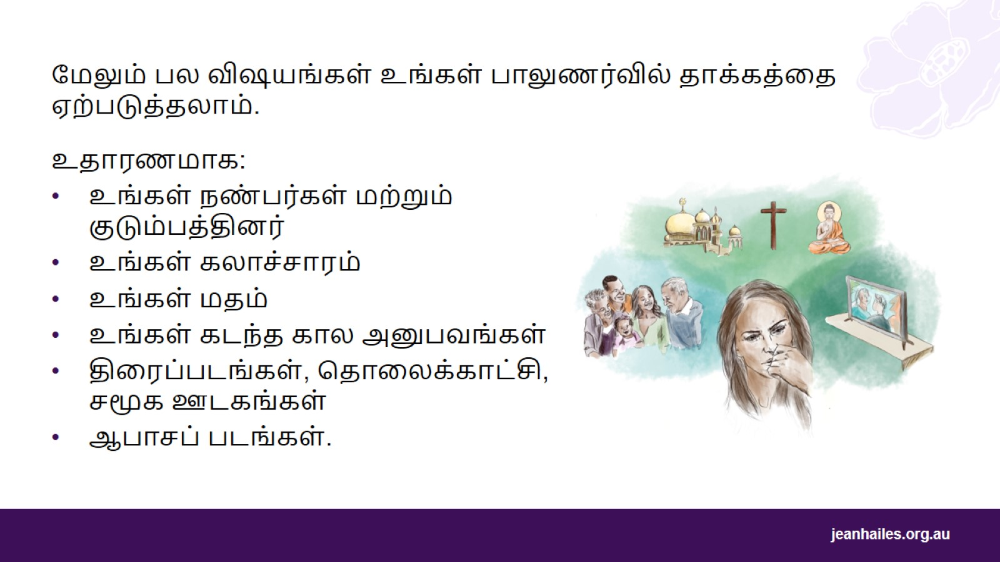 மேலும் பல விஷயங்கள் உங்கள் பாலுணர்வில் தாக்கத்தை
ஏற்படுத்தலாம்.
உதாரணமாக:
• உங்கள் நண்பர்கள் மற்றும்
குடும்பத்தினர்
• உங்கள் கலாச்சாரம்
• உங்கள் மதம்
• உங்கள் கடந்த கால அனுபவங்கள்
• திரைப்படங்கள், தொலைக்காட்சி,
சமூக ஊடகங்கள்
• ஆபாசப் படங்கள்.
jeanhailes.org.au